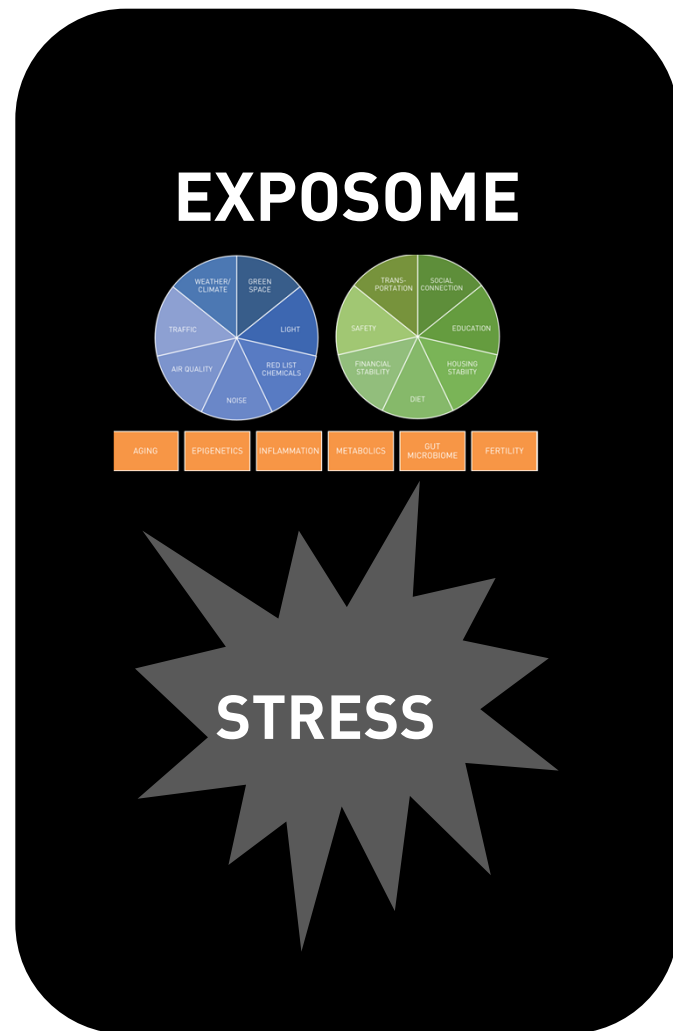 EXPOSOME
WEATHER/
CLIMATE
GREEN
SPACE
LIGHT
RED LIST
CHEMICALS
NOISE
AIR QUALITY
TRAFFIC
TRANS-
PORTATION
SOCIAL
CONNECTION
EDUCATION
HOUSING
STABIITY
DIET
FINANCIAL
STABILITY
SAFETY
AGING
EPIGENETICS
INFLAMMATION
METABOLICS
GUT
MICROBIOME
FERTILITY
STRESS